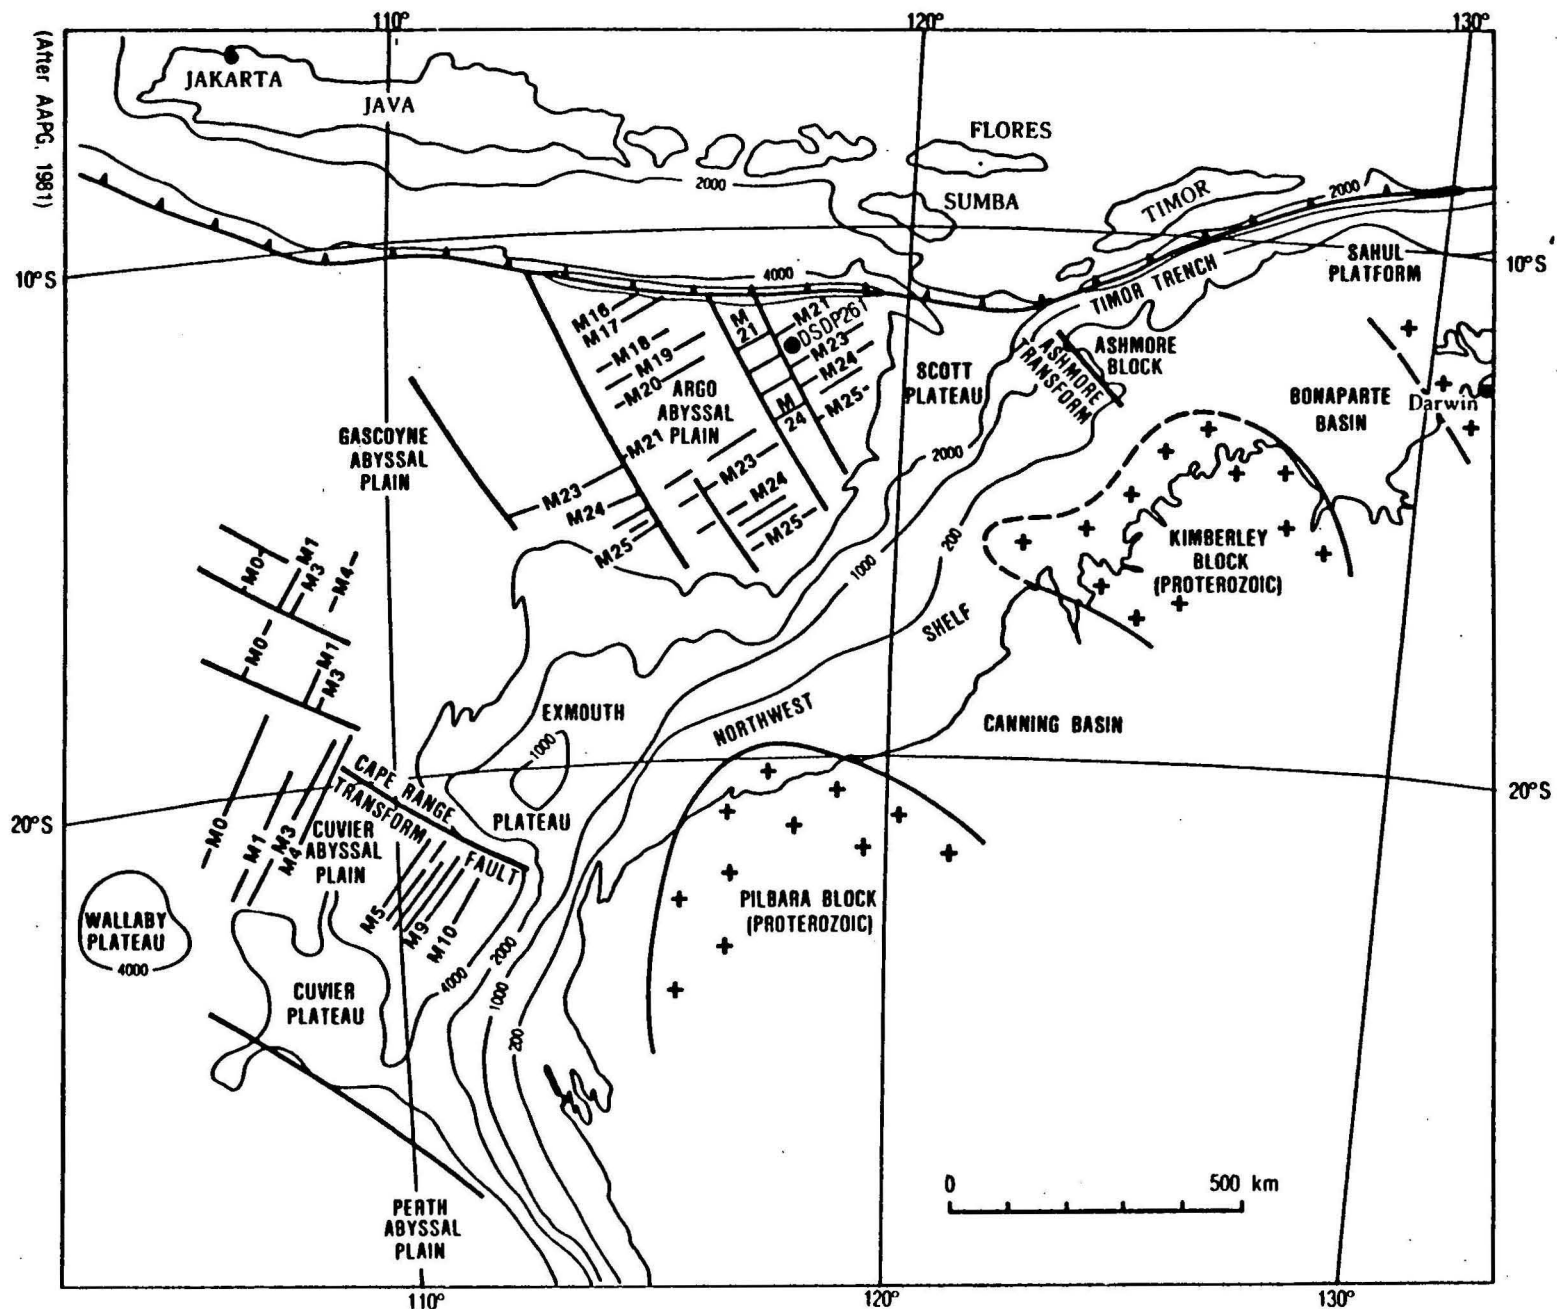 110°
120°
130°
(After AAPG, 1981)
JAKARTA
JAVA
FLORES
2000
SUMBA
TIMOR
2000
SAHUL
PLATFORM
10°S
10°S
4000
TIMOR TRENCH
M16
M17
M18
M19
M20
M
21
M21
DSDP261
M23
M24
M25
M
24
ARGO
ABYSSAL
PLAIN
SCOTT
PLATEAU
ASHMORE
TRANSFORM
ASHMORE
BLOCK
BONAPARTE
BASIN
Darwin
GASCOYNE
ABYSSAL
PLAIN
M21
M23
M24
M25
M23
M24
M25
2000
1000
200
KIMBERLEY
BLOCK
(PROTEROZOIC)
M0
M1
M3
M4
M0
M1
M3
SHELF
NORTHWEST
CANNING BASIN
EXMOUTH
1000
PLATEAU
CAPE RANGE
TRANSFORM
FAULT
20°S
20°S
M0
M1
M3
M4
CUVIER
ABYSSAL
PLAIN
M5
M9
M10
PILBARA BLOCK
(PROTEROZOIC)
WALLABY
PLATEAU
4000
4000
2000
1000
200
CUVIER
PLATEAU
PERTH
ABYSSAL
PLAIN
0 500 km
110°
120°
130°